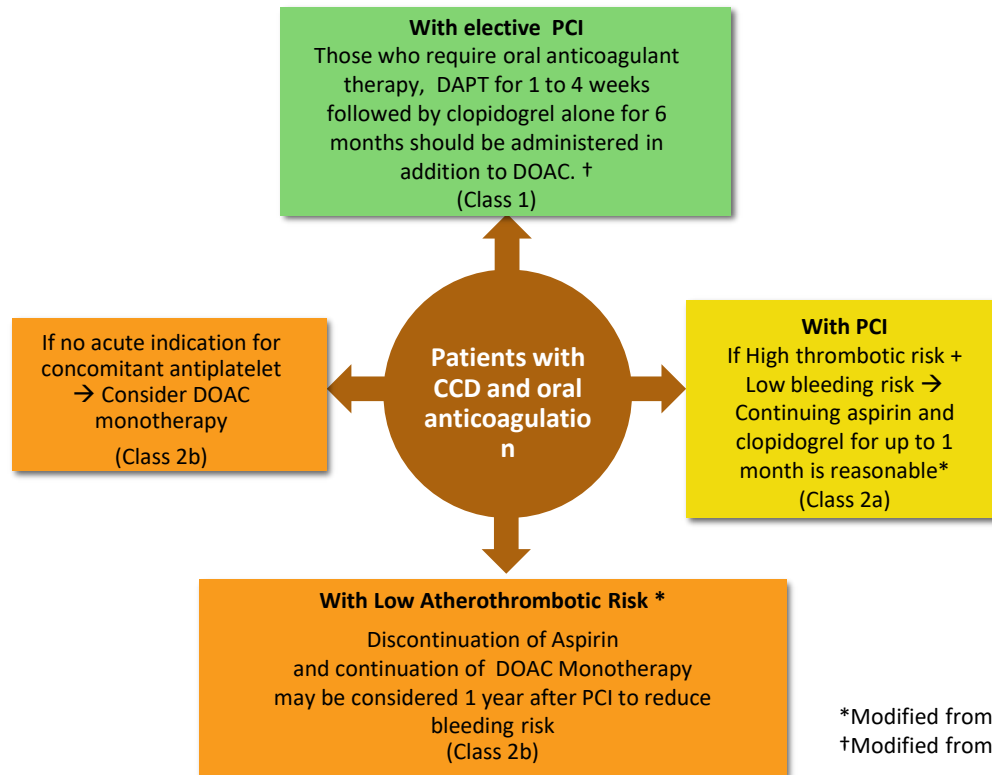 With elective  PCI
Those who require oral anticoagulant
therapy,  DAPT for 1 to 4 weeks
followed by clopidogrel alone for 6
months should be administered in
addition to DOAC. †
(Class 1)
If no acute indication for
concomitant antiplatelet
→ Consider DOAC
monotherapy
(Class 2b)
Patients with
CCD and oral
anticoagulatio
n
With PCI
If High thrombotic risk +
Low bleeding risk →
Continuing aspirin and
clopidogrel for up to 1
month is reasonable*
(Class 2a)
With Low Atherothrombotic Risk *
Discontinuation of Aspirin
and continuation of  DOAC Monotherapy
may be considered 1 year after PCI to reduce
bleeding risk
(Class 2b)
*Modified from
†Modified from